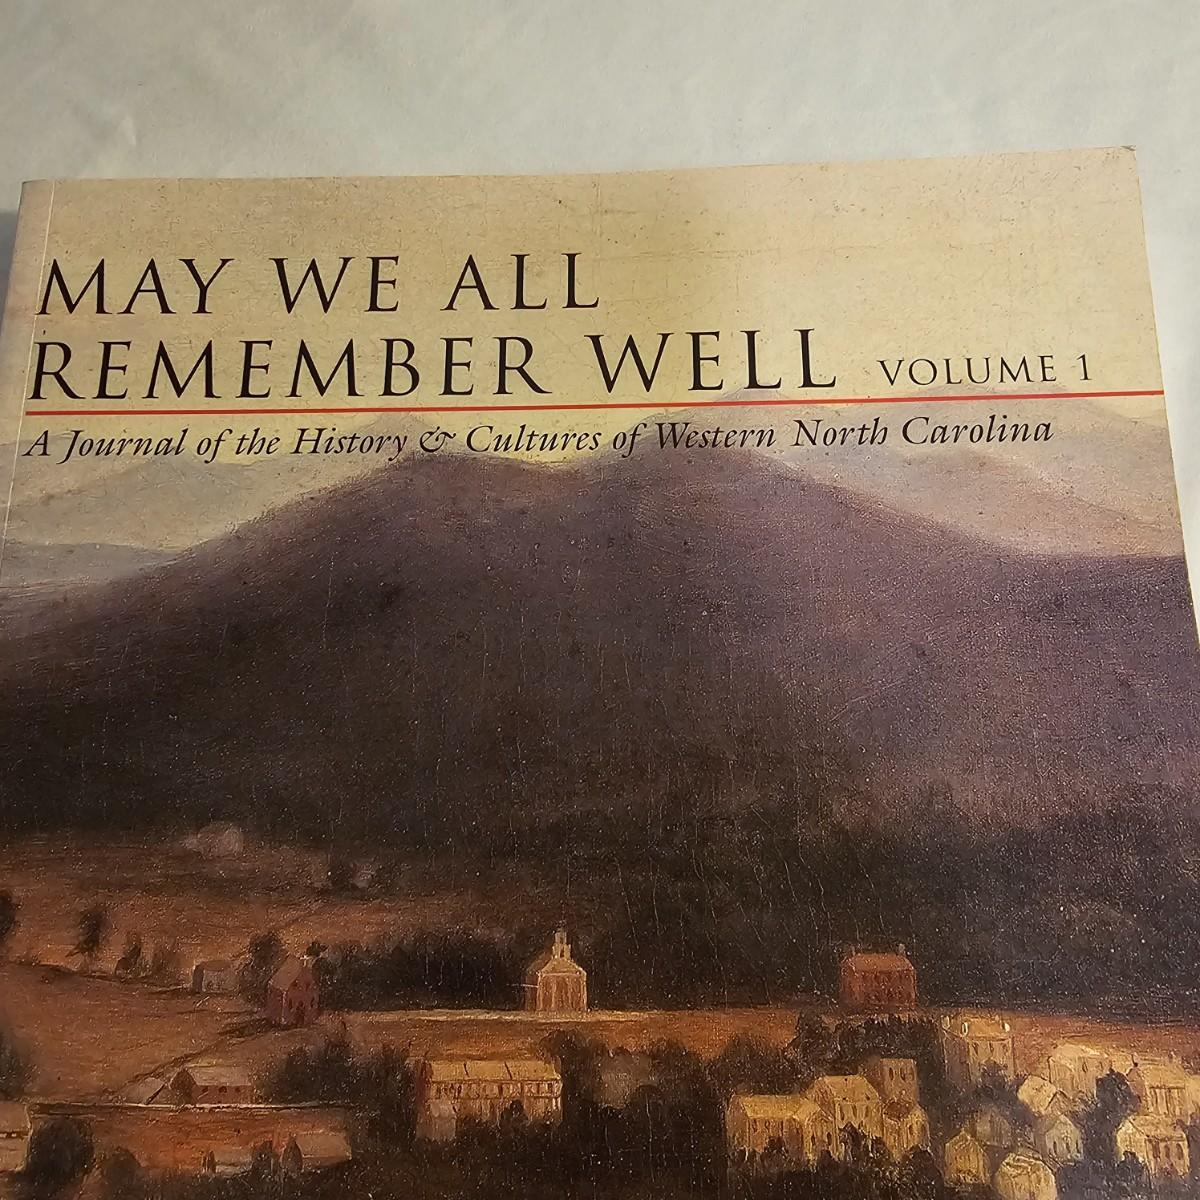 MAY WE ALL
REMEMBER WELL VOLUME 1
A Journal of the History & Cultures of Western North Carolina